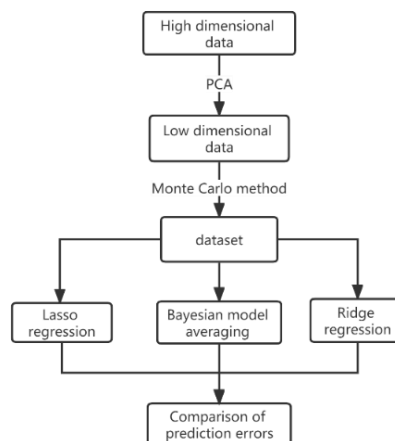 High dimensional
data
PCA
Low dimensional
data
Monte Carlo method
dataset
Lasso
regression
Bayesian model
averaging
Ridge
regression
Comparison of
prediction errors